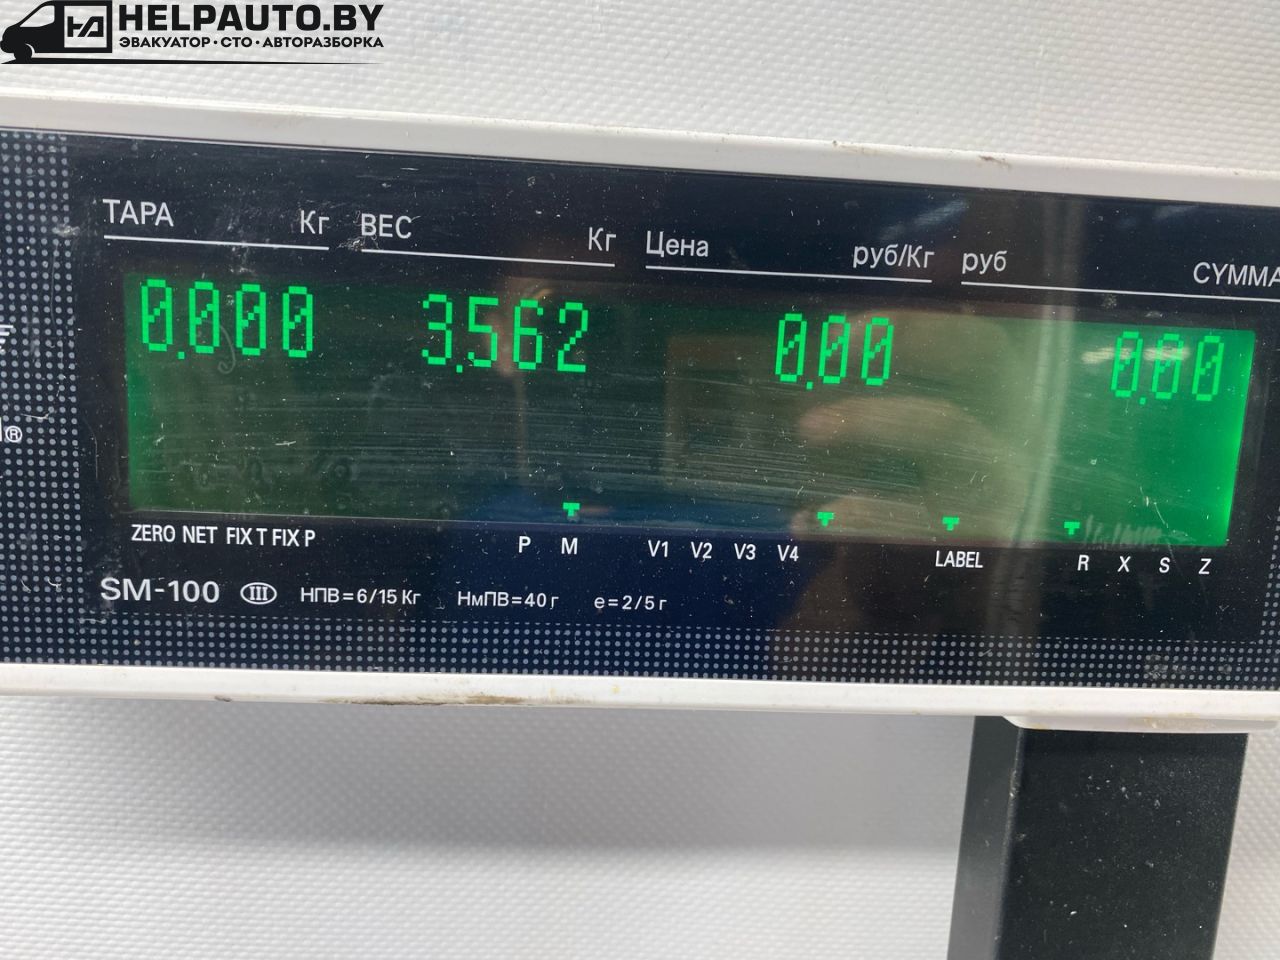 HELPAUTO.BY
ЭВАКУАТОР·СТО·АВТОРАЗБОРКА
ТАРА Кг ВЕС Кг Цена руб/Кг руб СУММА
0.000 3.562 0.00 0.00
®
ZERO NET FIX T FIX P P M V1 V2 V3 V4 LABEL R X S Z
SM-100 III НПВ=6/15 Кг НмПВ=40 г e=2/5 г